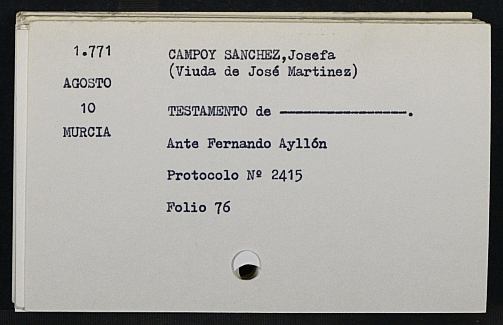 1.771
AGOSTO
10
MURCIA
CAMPOY SANCHEZ,Josefa
(Viuda de José Martinez)
TESTAMENTO de ————————.
Ante Fernando Ayllón
Protocolo Nº 2415
Folio 76